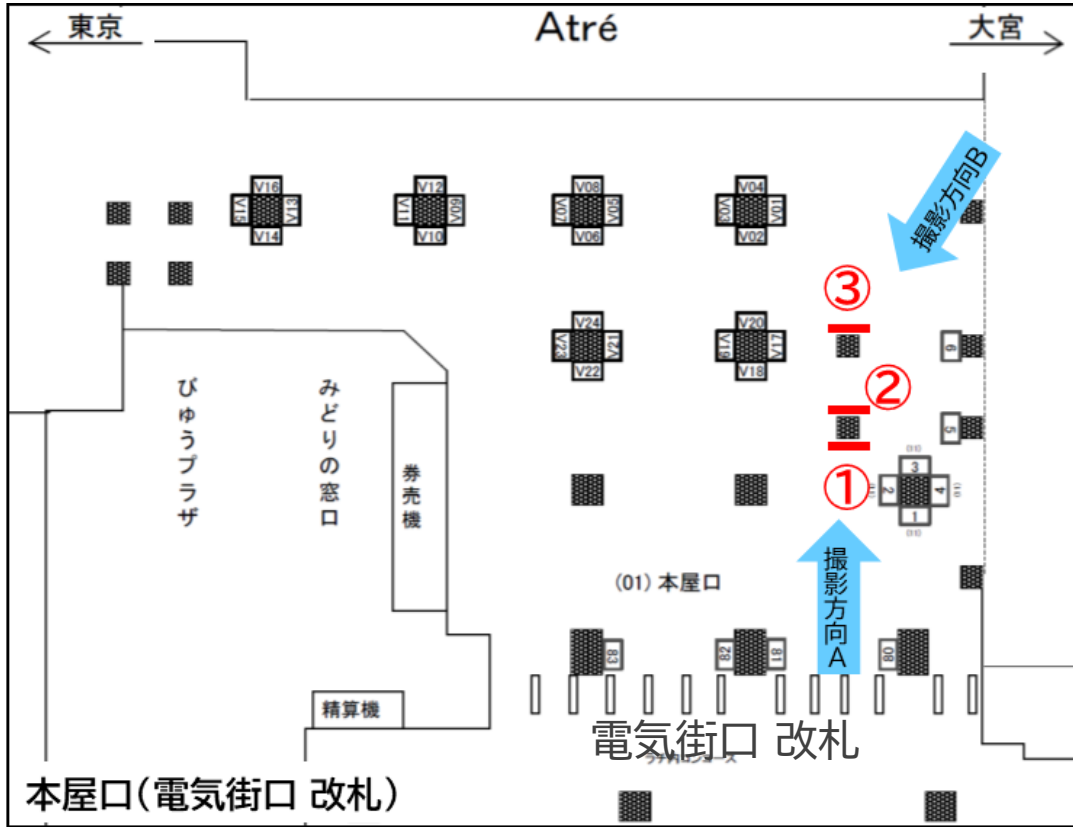 東京
Atré
大宮
撮影方向B
V16
V15
V13
V14
V12
V11
V09
V10
V08
V07
V05
V06
V04
V03
V01
V02
③
V24
V23
V21
V22
V20
V19
V17
V18
6
②
5
びゅうプラザ
みどりの窓口
券売機
①
3
2
4
1
(01) 本屋口
撮影方向A
83
82
81
80
精算機
電気街口 改札
本屋口(電気街口 改札)